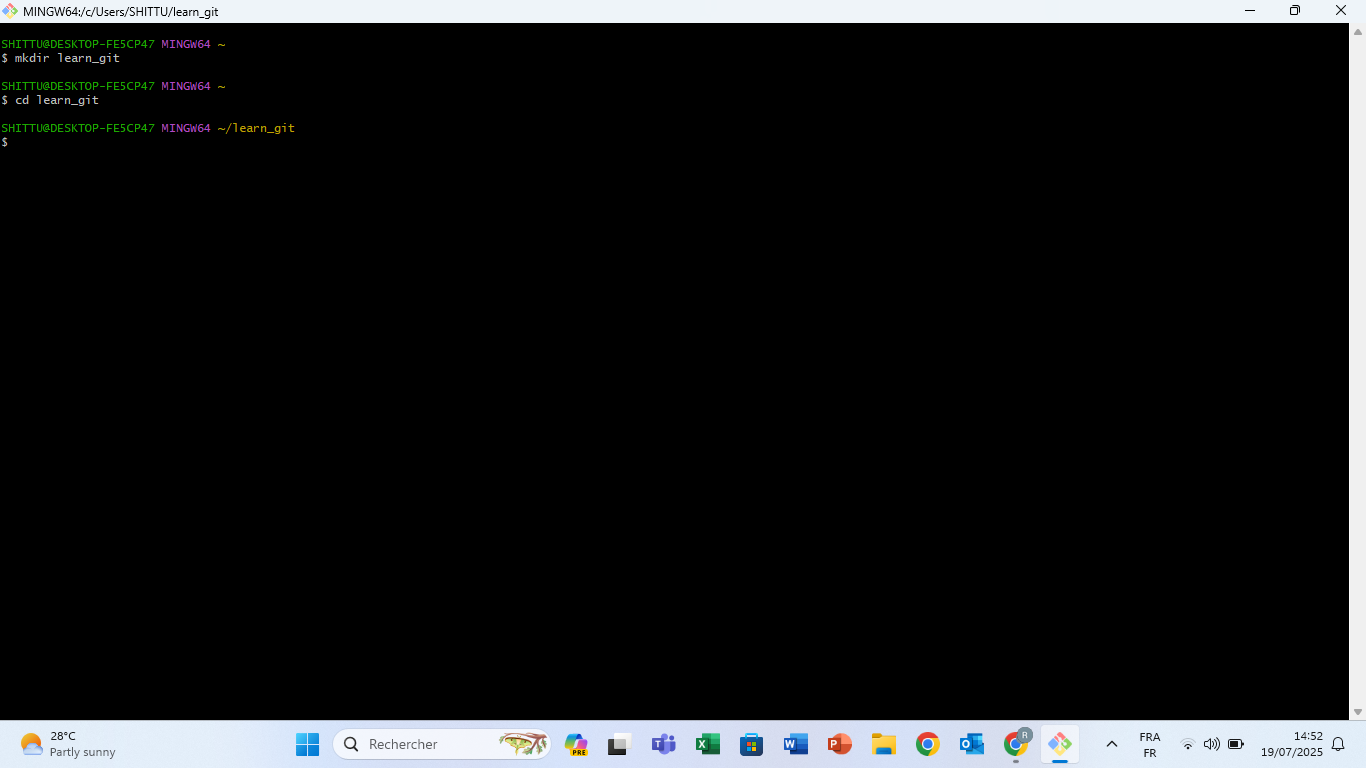 MINGW64:/c/Users/SHITTU/learn_git
SHITTU@DESKTOP-FE5CP47 MINGW64 ~
$ mkdir learn_git
SHITTU@DESKTOP-FE5CP47 MINGW64 ~
$ cd learn_git
SHITTU@DESKTOP-FE5CP47 MINGW64 ~/learn_git
$
28°C
Partly sunny
Rechercher
PRE
R
FRA
FR
14:52
19/07/2025